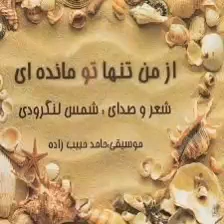 از من تنها تو مانده ای
شعر و صدای : شمس لنگرودی
موسیقی:حامد حبیب زاده